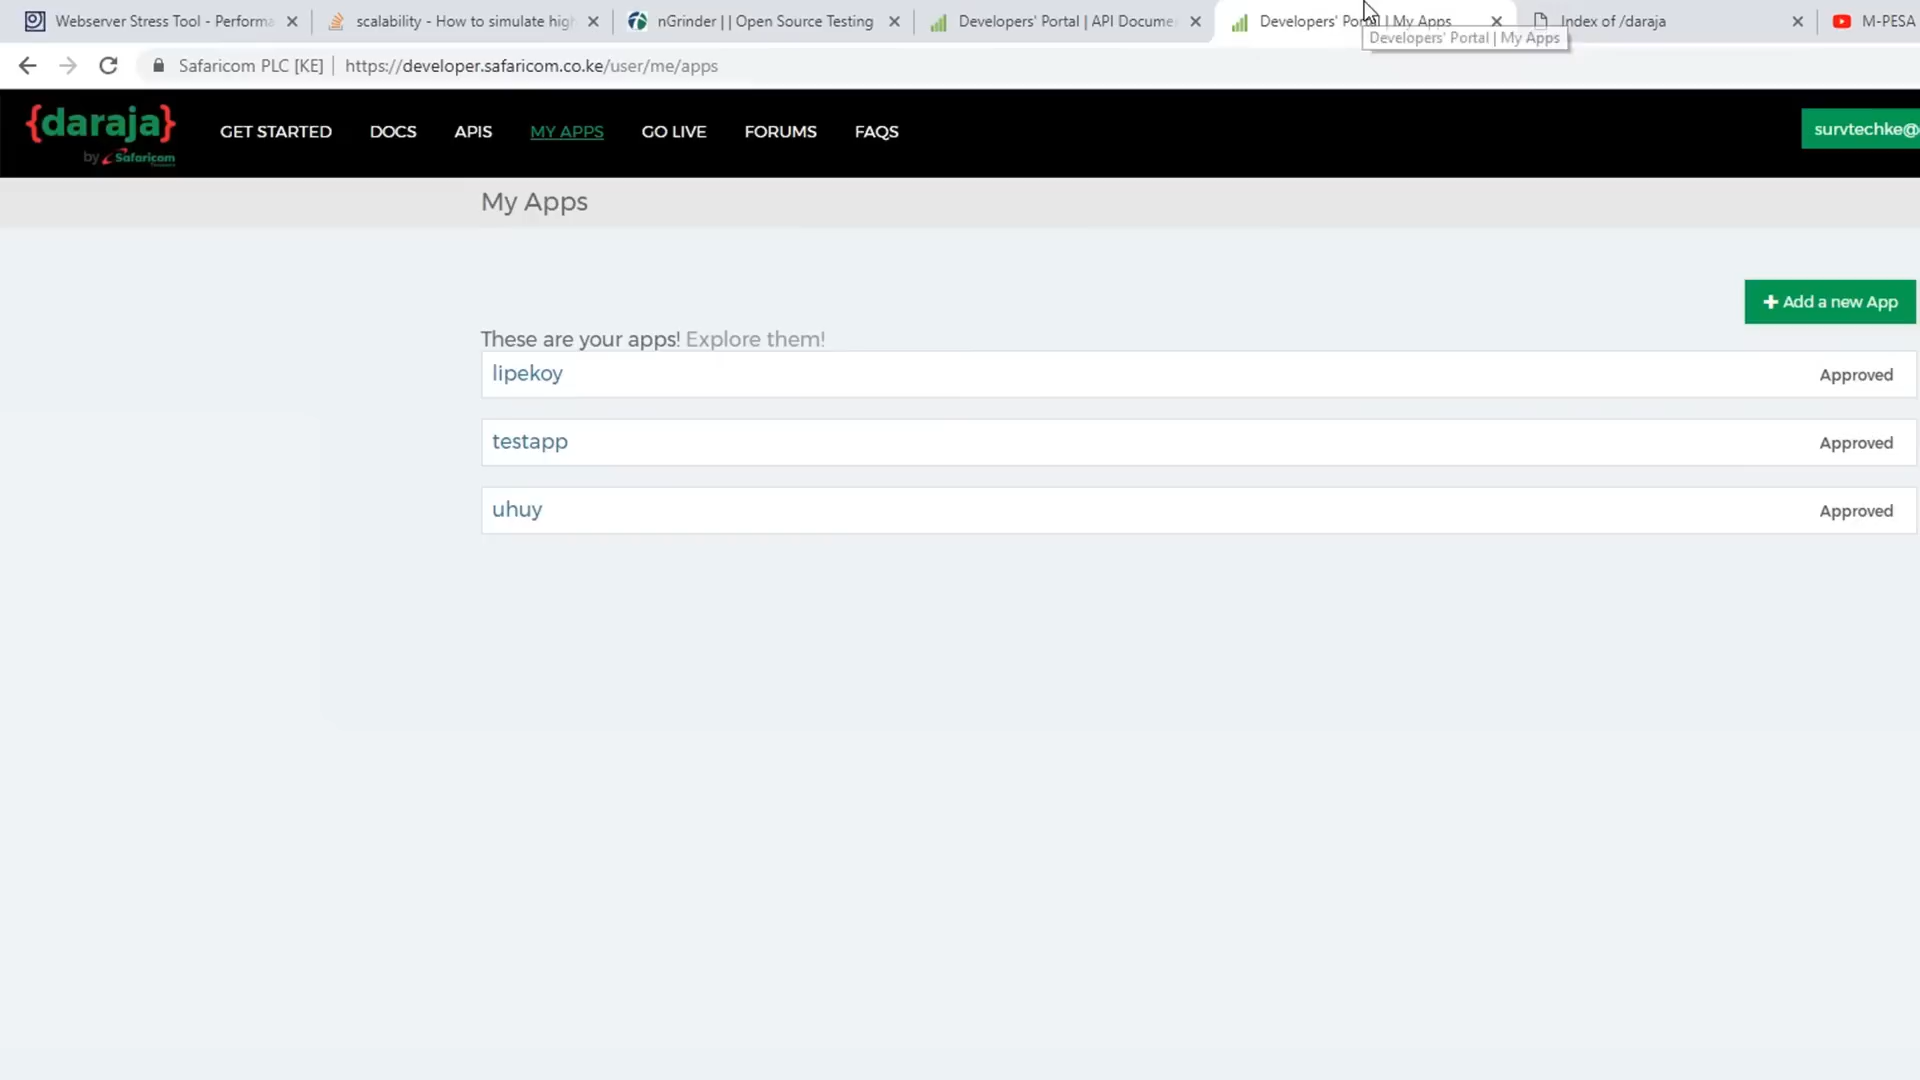 Webserver Stress Tool - Performa
scalability - How to simulate hig
nGrinder || Open Source Testing
Developers' Portal | API Docume
Developers' Po | My Apps
Index of /daraja
M-PESA
Developers' Portal | My Apps
Safaricom PLC [KE] | https://developer.safaricom.co.ke/user/me/apps
{daraja}
by Safaricom
GET STARTED
DOCS
APIS
MY APPS
GO LIVE
FORUMS
FAQS
survtechke@
My Apps
+ Add a new App
These are your apps! Explore them!
lipekoy Approved
testapp Approved
uhuy Approved